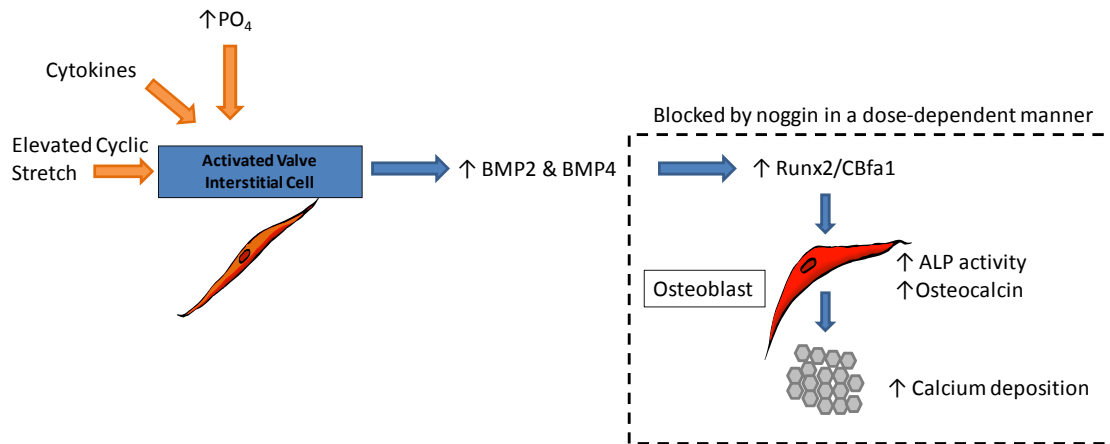 ↑PO₄
Cytokines
Elevated Cyclic
Stretch
Activated Valve
Interstitial Cell
↑ BMP2 & BMP4
Blocked by noggin in a dose-dependent manner
↑ Runx2/CBfa1
Osteoblast
↑ ALP activity
↑Osteocalcin
↑ Calcium deposition